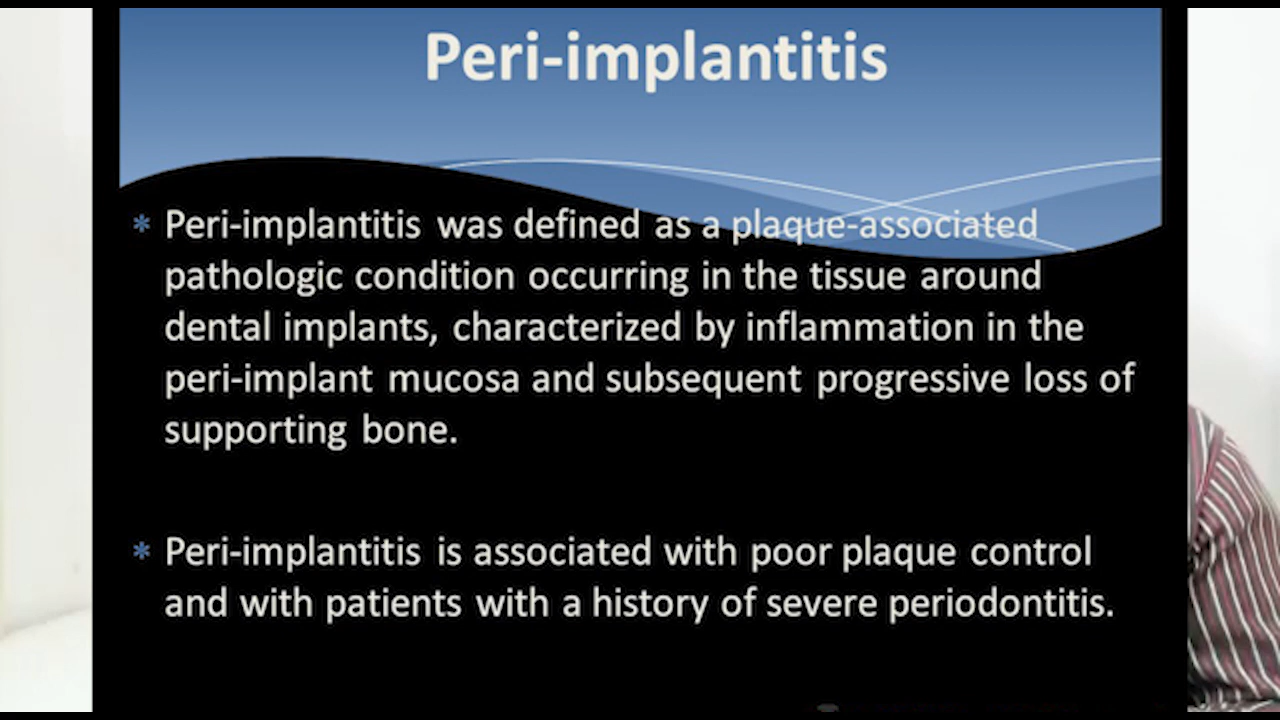 Peri-implantitis
* Peri-implantitis was defined as a plaque-associated
pathologic condition occurring in the tissue around
dental implants, characterized by inflammation in the
peri-implant mucosa and subsequent progressive loss of
supporting bone.
* Peri-implantitis is associated with poor plaque control
and with patients with a history of severe periodontitis.